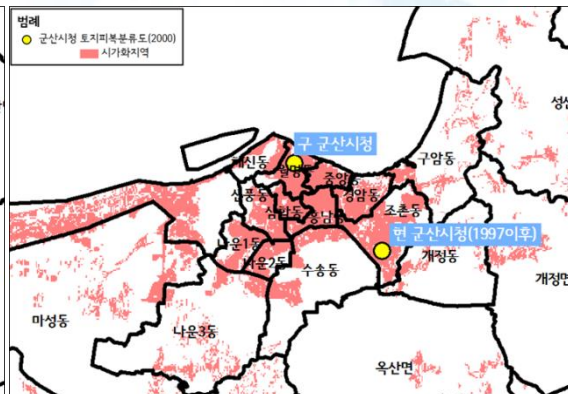 범례
군산시청 토지피복분류도(2000)
시가화지역
성산
구 군산시청
해신동
월명동
구암동
중앙동
경암동
신풍동
삼학동
흥남동
조촌동
현 군산시청(1997이후)
나운1동
나운2동
수송동
개정동
개정면
마성동
나운3동
옥산면